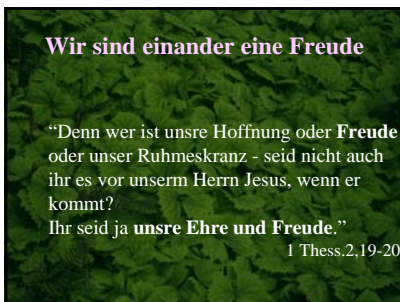 Wir sind einander eine Freude
“Denn wer ist unsre Hoffnung oder Freude
oder unser Ruhmeskranz - seid nicht auch
ihr es vor unserm Herrn Jesus, wenn er
kommt?
Ihr seid ja unsre Ehre und Freude.”
1 Thess.2,19-20